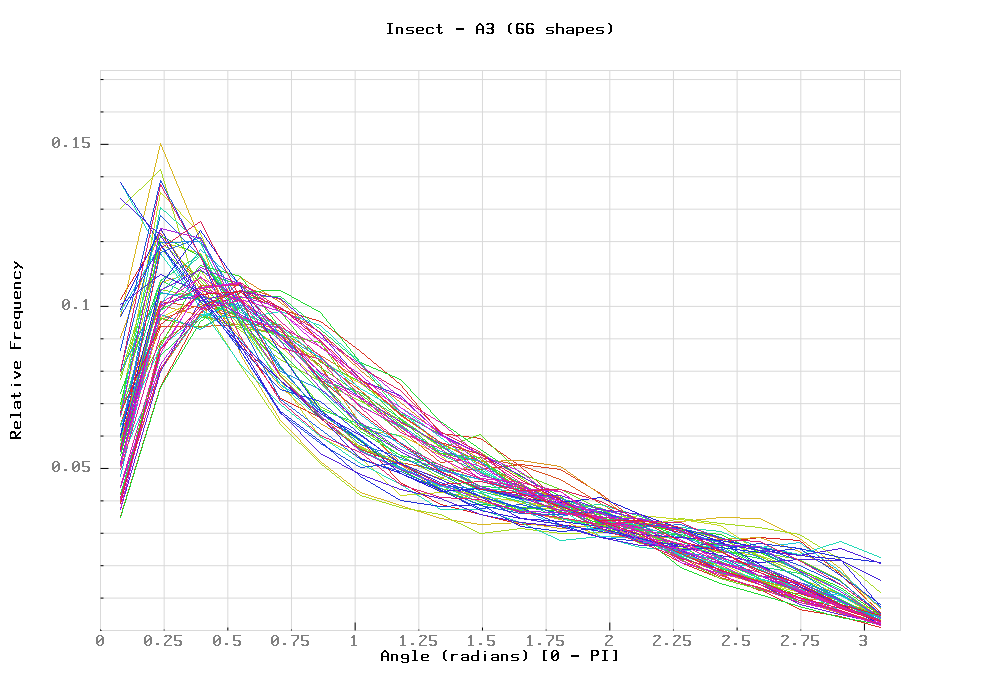 Insect - A3 (66 shapes)
0.15
0.1
0.05
Relative Frequency
0 0.25 0.5 0.75 1 1.25 1.5 1.75 2 2.25 2.5 2.75 3
Angle (radians) [0 - PI]